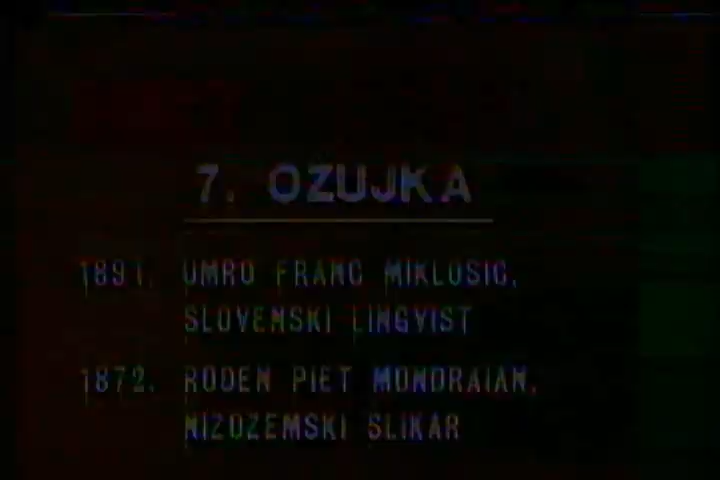 7. OZUJKA
1891. UMRO FRANC MIKLOSIC,
SLOVENSKI LINGVIST
1872. RODEN PIET MONDRAIAN,
NIZOZEMSKI SLIKAR